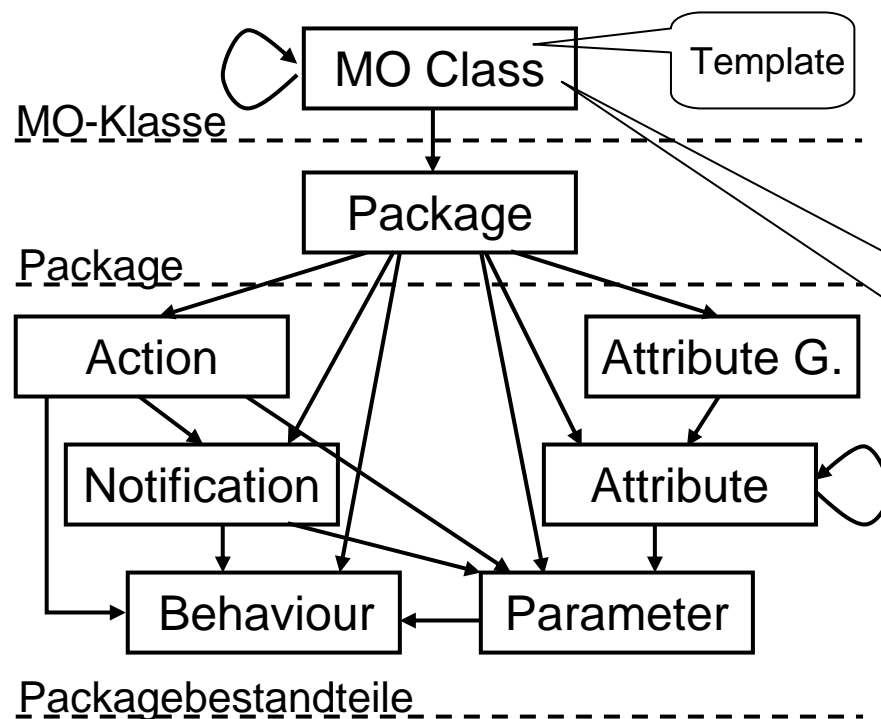 MO Class
Template
MO-Klasse
Package
Package
Action
Attribute G.
Notification
Attribute
Behaviour
Parameter
Packagebestandteile